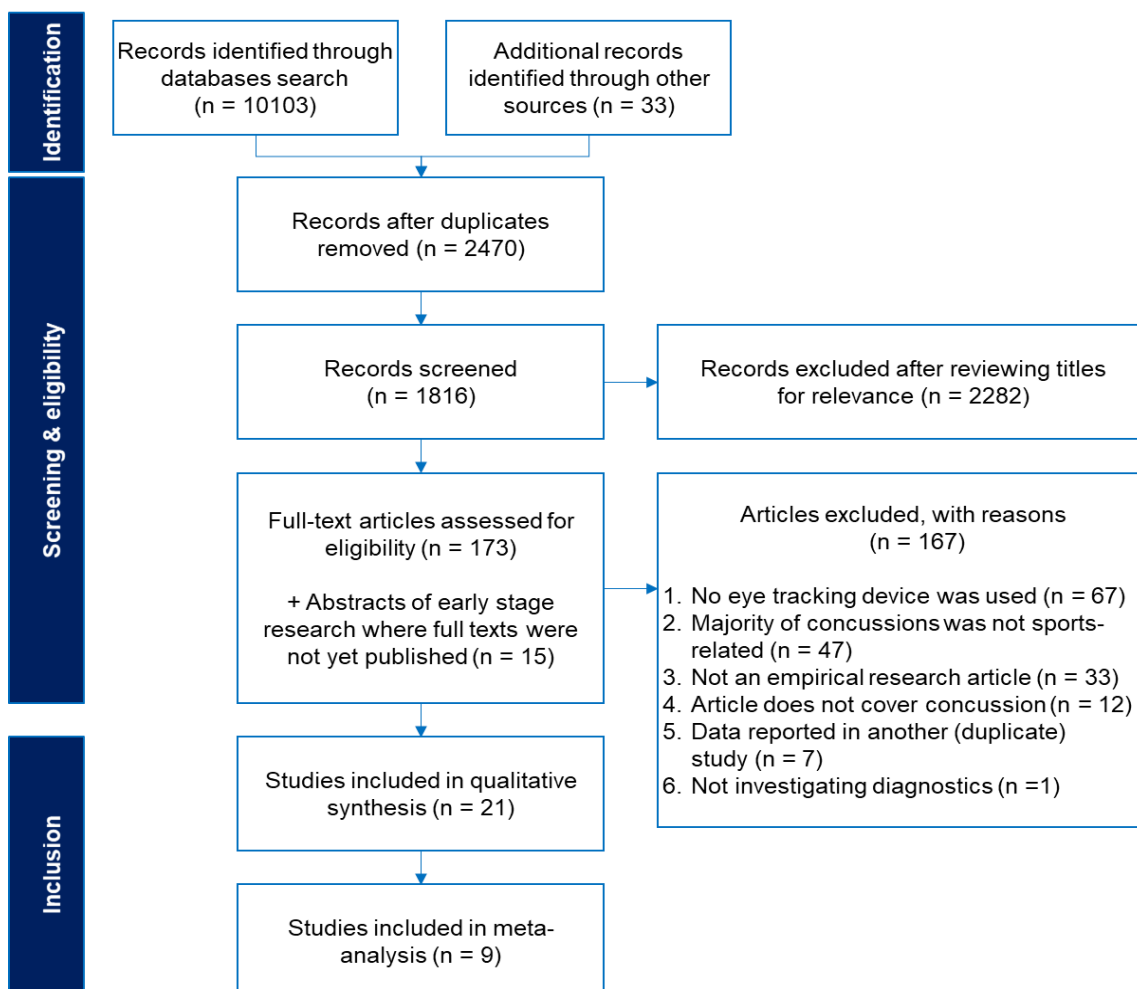 Identification
Records identified through
databases search
(n = 10103)
Additional records
identified through other
sources (n = 33)
Screening & eligibility
Records after duplicates
removed (n = 2470)
Records screened
(n = 1816)
Records excluded after reviewing titles
for relevance (n = 2282)
Full-text articles assessed for
eligibility (n = 173)
+ Abstracts of early stage
research where full texts were
not yet published (n = 15)
Articles excluded, with reasons
(n = 167)
1. No eye tracking device was used (n = 67)
2. Majority of concussions was not sports-
related (n = 47)
3. Not an empirical research article (n = 33)
4. Article does not cover concussion (n = 12)
5. Data reported in another (duplicate)
study (n = 7)
6. Not investigating diagnostics (n =1)
Inclusion
Studies included in qualitative
synthesis (n = 21)
Studies included in meta-
analysis (n = 9)